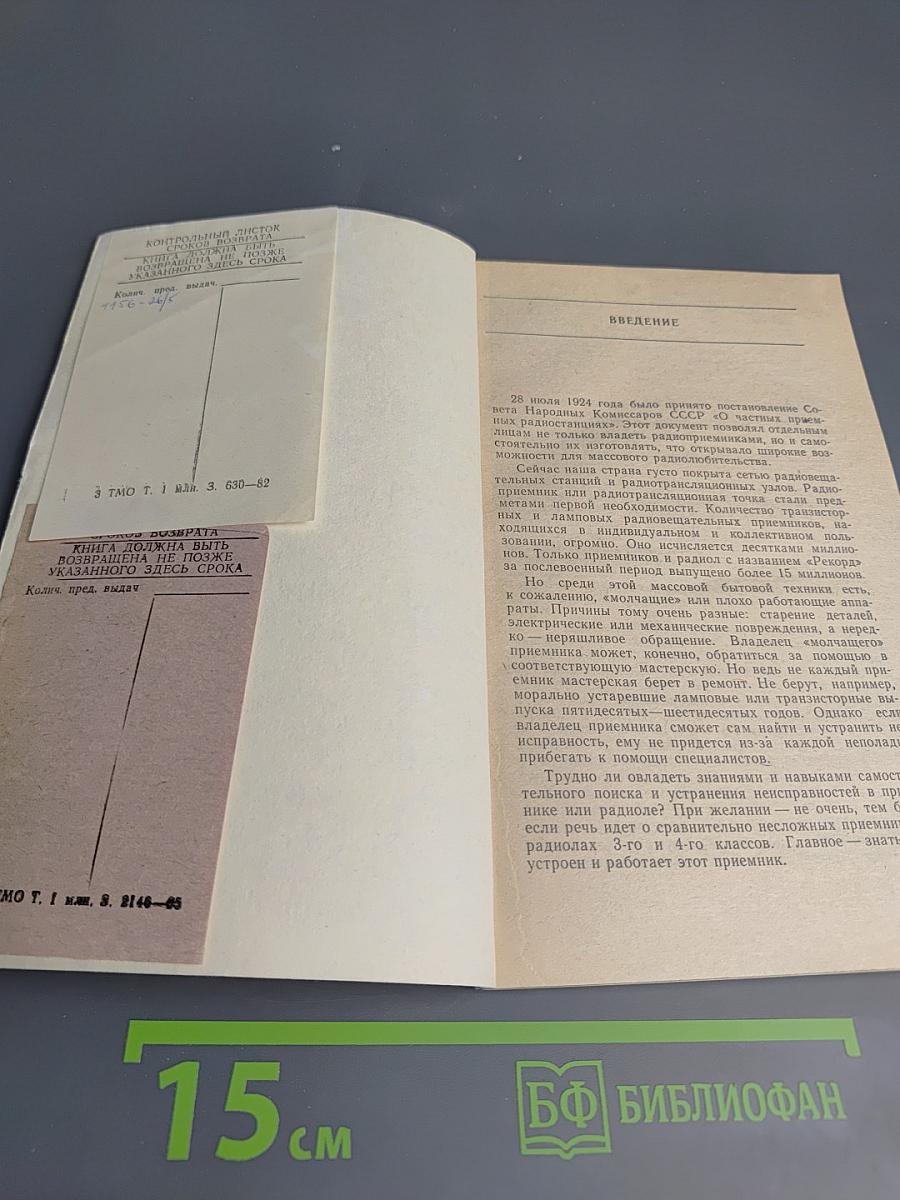 КОНТРОЛЬНЫЙ ЛИСТОК
СРОКОВ ВОЗВРАТА
КНИГА ДОЛЖНА БЫТЬ
ВОЗВРАЩЕНА НЕ ПОЗЖЕ
УКАЗАННОГО ЗДЕСЬ СРОКА
Колич. пред. выдач.
1156-26/5
3 ТМО Т. 1 млн. З. 630—82
СРОКОВ ВОЗВРАТА
КНИГА ДОЛЖНА БЫТЬ
ВОЗВРАЩЕНА НЕ ПОЗЖЕ
УКАЗАННОГО ЗДЕСЬ СРОКА
Колич. пред. выдач
ТМО Т. 1 млн. З. 2146—85
ВВЕДЕНИЕ
28 июля 1924 года было принято постановление Со-
вета Народных Комиссаров СССР «О частных прием-
ных радиостанциях». Этот документ позволял отдельным
лицам не только владеть радиоприемниками, но и само-
стоятельно их изготовлять, что открывало широкие воз-
можности для массового радиолюбительства.
Сейчас наша страна густо покрыта сетью радиовеща-
тельных станций и радиотрансляционных узлов. Радио-
приемник или радиотрансляционная точка стали пред-
метами первой необходимости. Количество транзистор-
ных и ламповых радиовещательных приемников, на-
ходящихся в индивидуальном и коллективном поль-
зовании, огромно. Оно исчисляется десятками миллио-
нов. Только приемников и радиол с названием «Рекорд»
за послевоенный период выпущено более 15 миллионов.
Но среди этой массовой бытовой техники есть,
к сожалению, «молчащие» или плохо работающие аппа-
раты. Причины тому очень разные: старение деталей,
электрические или механические повреждения, а неред-
ко — неряшливое обращение. Владелец «молчащего»
приемника может, конечно, обратиться за помощью в
соответствующую мастерскую. Но ведь не каждый при-
емник мастерская берет в ремонт. Не берут, например,
морально устаревшие ламповые или транзисторные вы-
пуска пятидесятых—шестидесятых годов. Однако если
владелец приемника сможет сам найти и устранить не
исправность, ему не придется из-за каждой неполад
прибегать к помощи специалистов.
Трудно ли овладеть знаниями и навыками самост
тельного поиска и устранения неисправностей в при
нике или радиоле? При желании — не очень, тем б
если речь идет о сравнительно несложных приемни
радиолах 3-го и 4-го классов. Главное — знать
устроен и работает этот приемник.
15 см
БФ БИБЛИОФАН